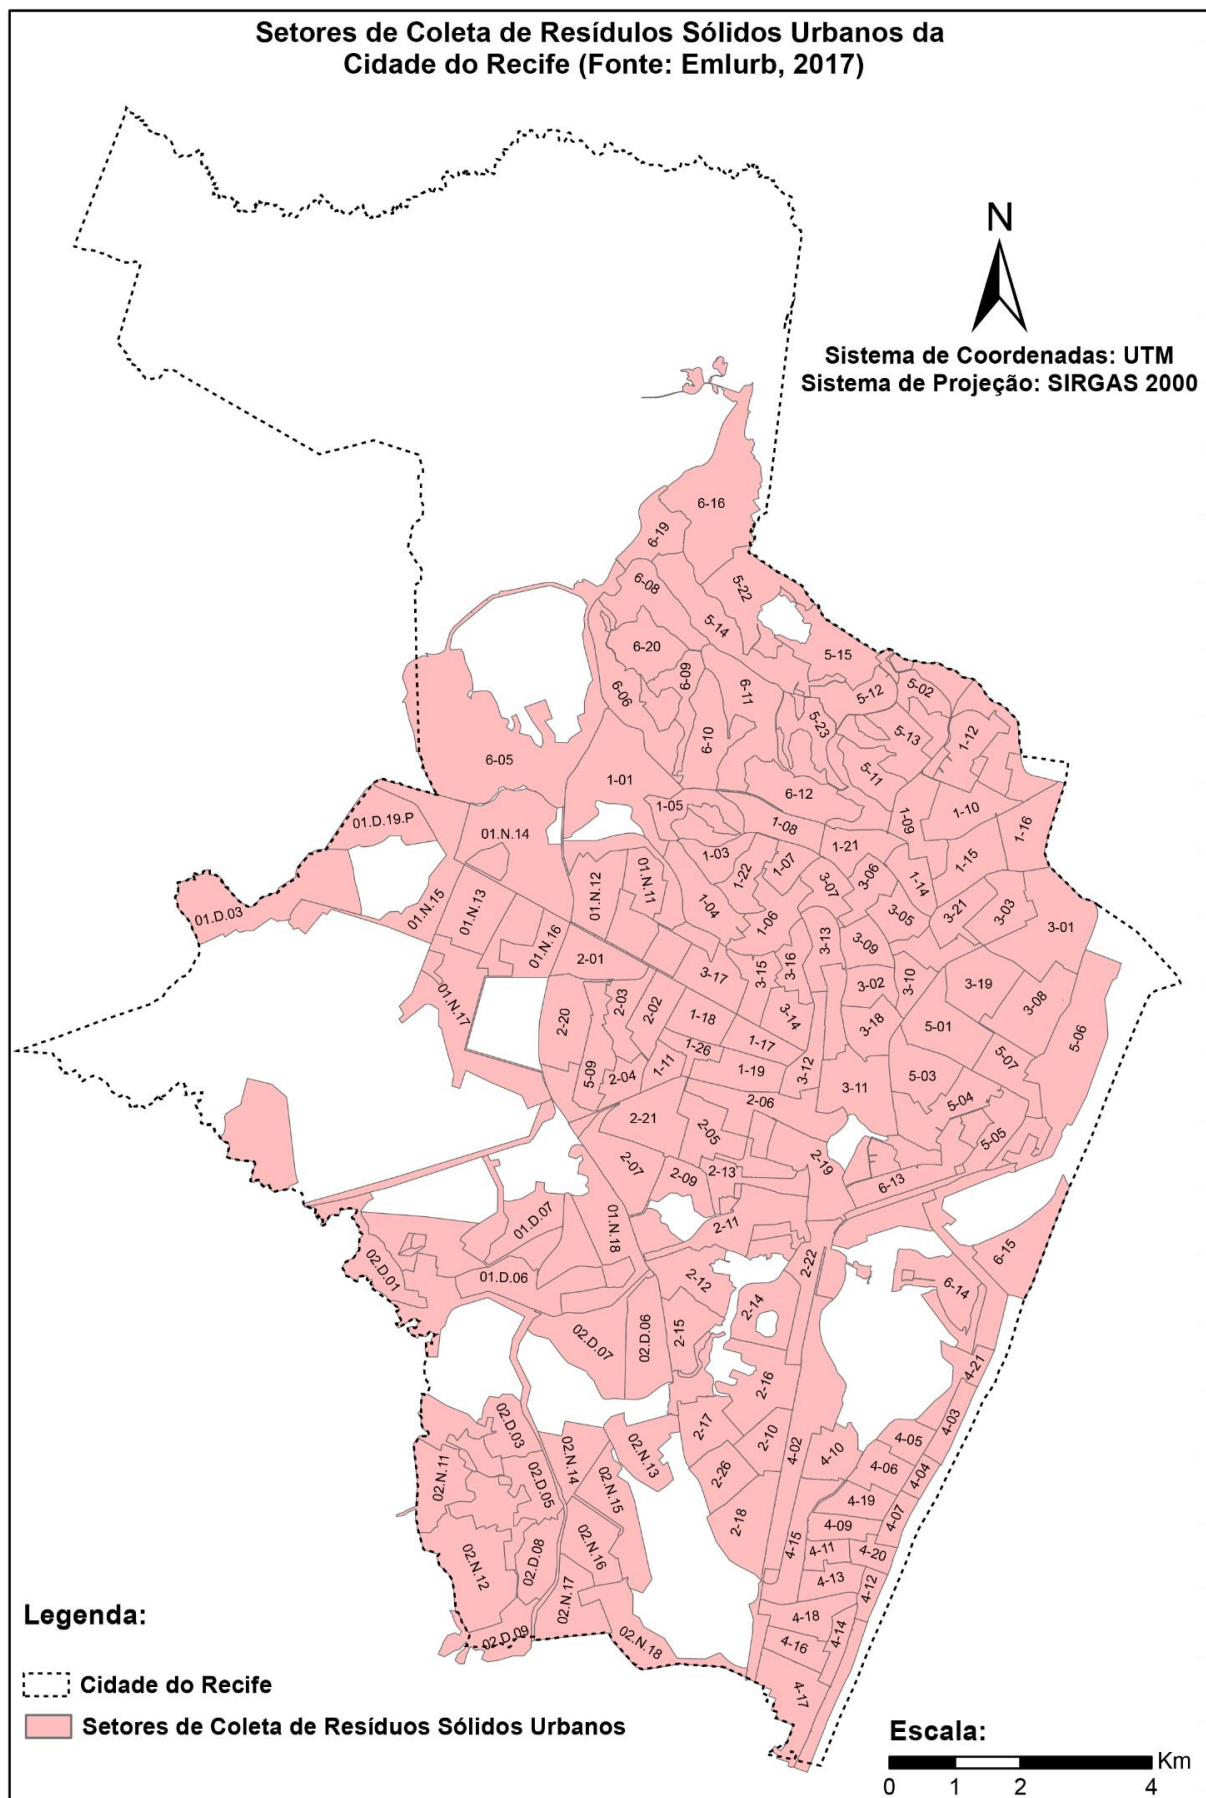 Setores de Coleta de Resídulos Sólidos Urbanos da
Cidade do Recife (Fonte: Emlurb, 2017)
N
Sistema de Coordenadas: UTM
Sistema de Projeção: SIRGAS 2000
6-16
6-19
6-08
5-22
5-14
6-20
5-15
6-09
6-06
6-11
5-12
5-02
5-23
5-13
1-12
6-10
6-05
5-11
1-01
6-12
1-05
1-10
1-09
1-16
01.D.19.P
01.N.14
1-08
1-21
1-03
1-22
1-07
1-15
01.N.12
01.N.11
3-07
3-06
1-14
01.D.03
01.N.15
01.N.13
1-04
1-06
3-05
3-21
3-03
3-01
01.N.16
3-13
3-09
2-01
3-17
3-15
3-16
01.N.17
3-02
3-10
3-19
3-08
2-03
2-02
2-20
1-18
3-14
3-18
5-01
5-06
1-26
1-17
5-07
5-09
2-04
1-11
1-19
3-12
3-11
5-03
5-04
2-06
2-21
2-05
5-05
2-07
2-09
2-13
2-19
6-13
01.D.07
01.N.18
2-11
02.D.01
01.D.06
2-12
2-22
6-15
6-14
2-14
02.D.07
02.D.06
2-15
4-21
2-16
4-03
02.D.03
2-17
2-10
4-02
4-10
4-05
02.N.14
02.N.13
02.N.11
4-06
4-04
2-26
02.D.05
02.N.15
4-19
4-07
2-18
4-09
4-15
4-11
4-20
02.N.16
02.D.08
02.N.12
4-13
4-12
02.N.17
4-18
4-14
02.D.09
02.N.18
4-16
4-17
Legenda:
Cidade do Recife
Setores de Coleta de Resíduos Sólidos Urbanos
Escala:
Km
0 1 2 4